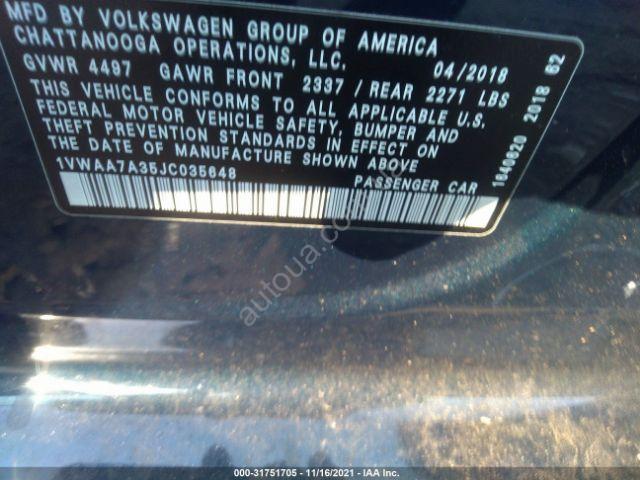 MFD BY VOLKSWAGEN GROUP OF AMERICA
CHATTANOOGA OPERATIONS, LLC. 04/2018
GVWR 4497 GAWR FRONT 2337 / REAR 2271 LBS
THIS VEHICLE CONFORMS TO ALL APPLICABLE U.S.
FEDERAL MOTOR VEHICLE SAFETY, BUMPER AND
THEFT PREVENTION STANDARDS IN EFFECT ON
THE DATE OF MANUFACTURE SHOWN ABOVE
1VWAA7A35JC035648 PASSENGER CAR
1840820 2018 62
autoua.com
000-31751705 - 11/16/2021 - IAA Inc.